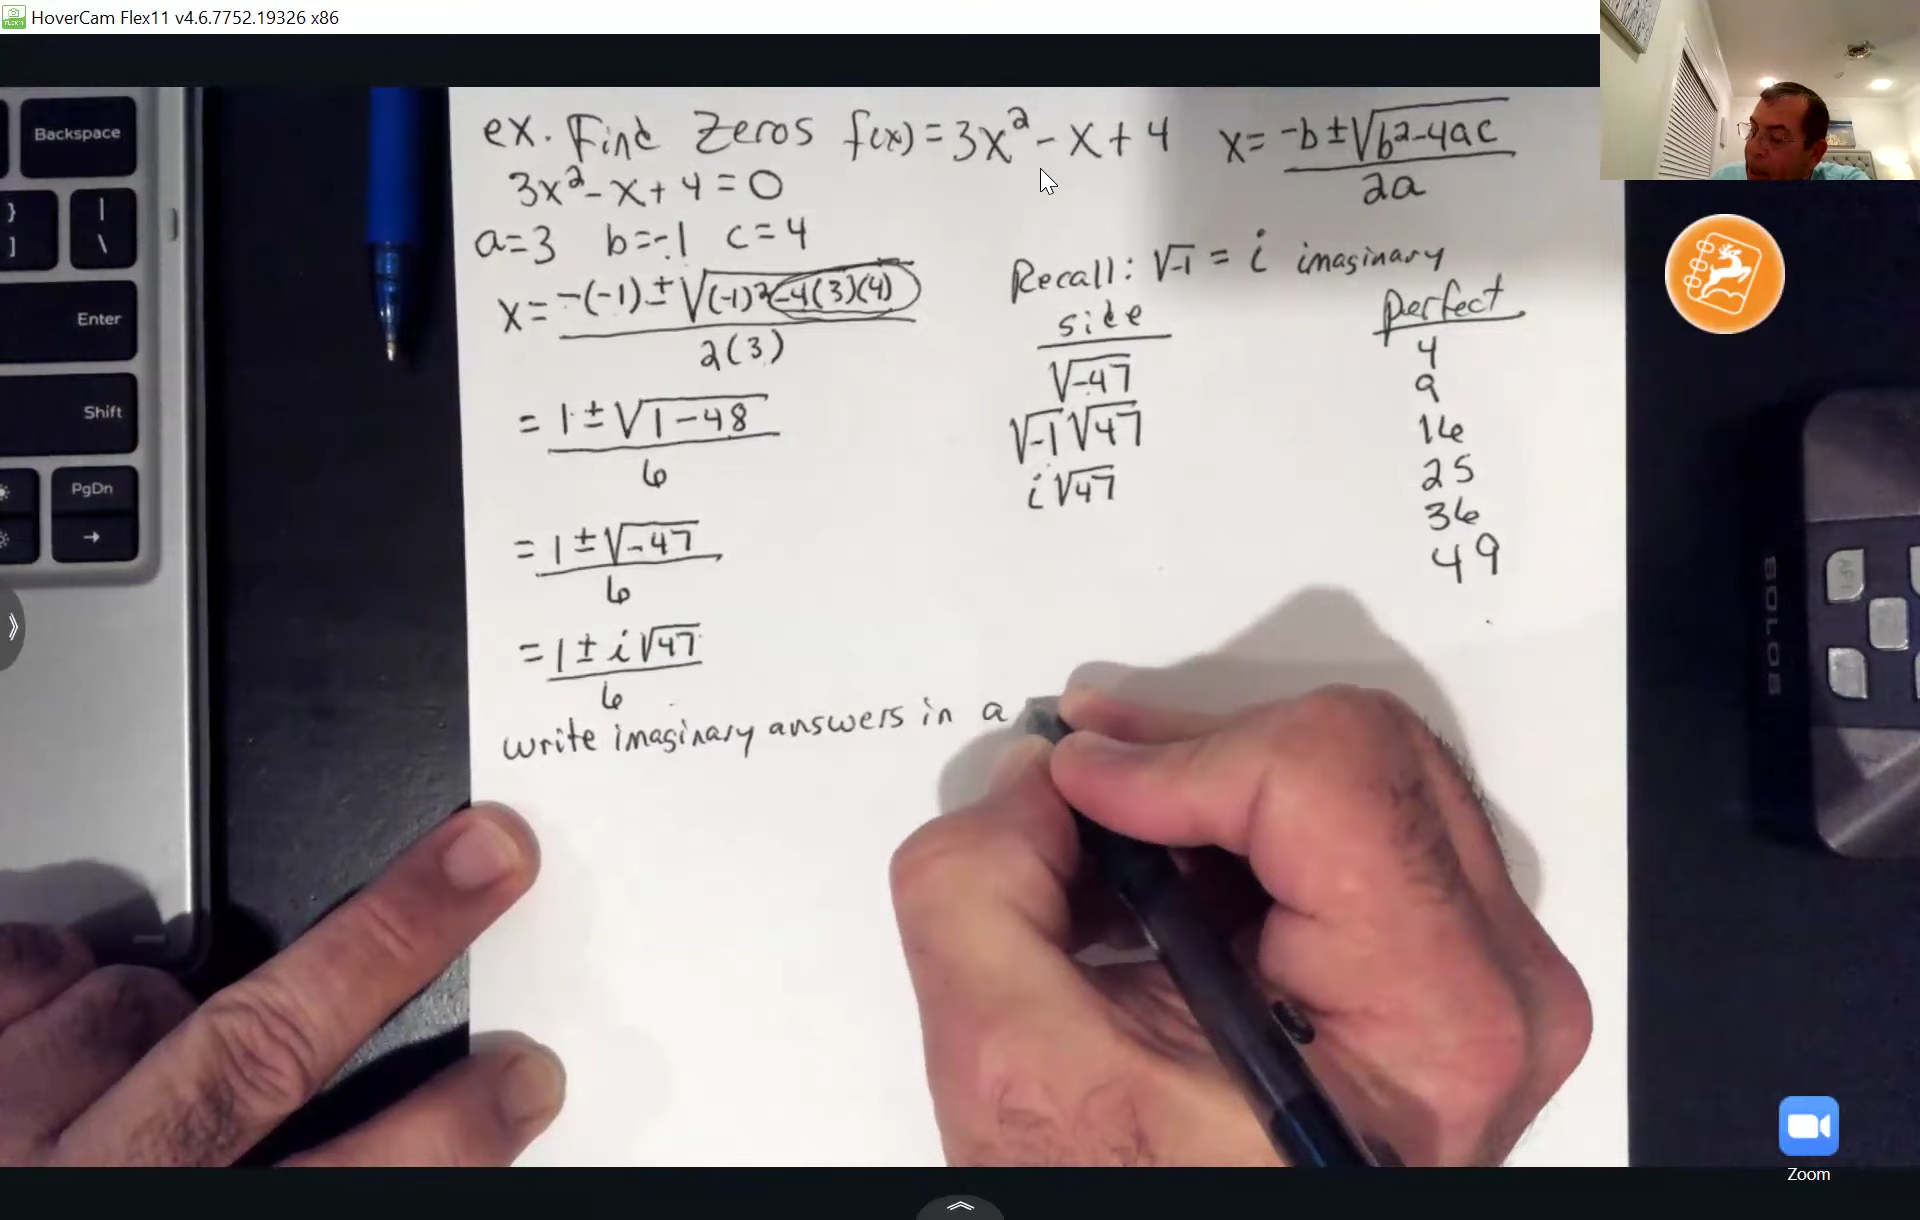 HoverCam Flex11 v4.6.7752.19326 x86
ex. Find Zeros f(x) = 3x² - x + 4
x = (-b ± √(b² - 4ac)) / 2a
3x² - x + 4 = 0
a = 3 b = -1 c = 4
x = (-(-1) ± √((-1)² - 4(3)(4))) / 2(3)
= (1 ± √(1 - 48)) / 6
= (1 ± √-47) / 6
= (1 ± i√47) / 6
write imaginary answers in a
Recall: √-1 = i imaginary
side
√-47
√-1 √47
i√47
perfect
4
9
16
25
36
49
Backspace
}
]
|
\
Enter
Shift
PgDn
Zoom